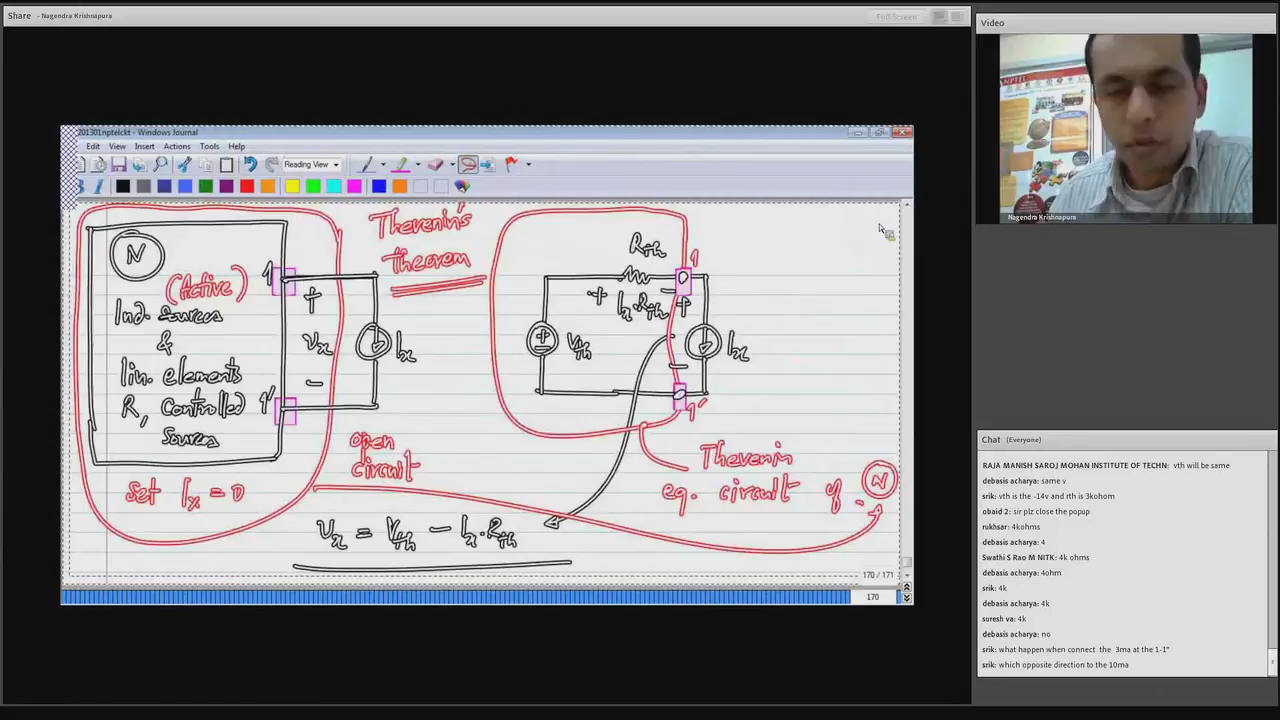 Share - Nagendra Krishnapura
Full Screen
Video
NPTEL
Nagendra Krishnapura
201301nptelckt - Windows Journal
Edit View Insert Actions Tools Help
Reading View
N
(Active)
Ind. sources
&
lin. elements
R, Controlled
sources
Set Ix = 0
1
1'
+
vx
-
Ix
Thevenin's
theorem
open
circuit
Rth
+ Ix.Rth -
+
-
Vth
+
-
Ix
1
1'
Thevenin
eq. circuit of N
vx = Vth - Ix.Rth
170 / 171
170
Chat (Everyone)
RAJA MANISH SAROJ MOHAN INSTITUTE OF TECHN: vth will be same
debasis acharya: same v
srik: vth is the -14v and rth is 3kohom
obaid 2: sir plz close the popup
rukhsar: 4kohms
debasis acharya: 4
Swathi S Rao M NITK: 4k ohms
debasis acharya: 4ohm
srik: 4k
debasis acharya: 4k
suresh va: 4k
debasis acharya: no
srik: what happen when connect the 3ma at the 1-1"
srik: which opposite direction to the 10ma